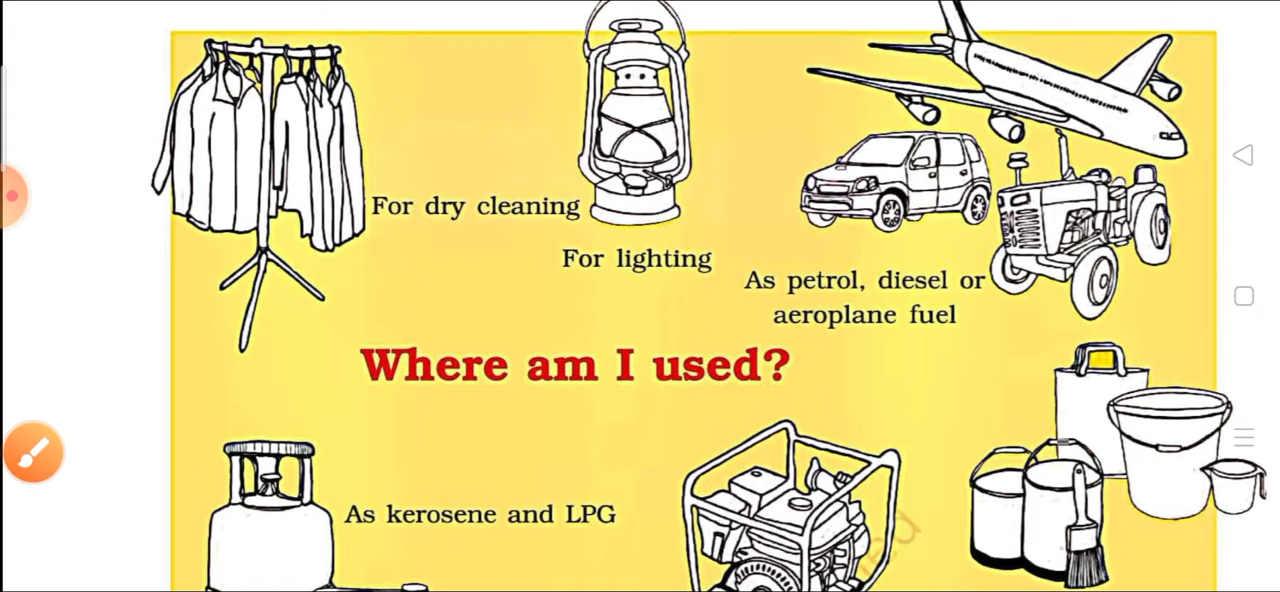 For dry cleaning
For lighting
As petrol, diesel or
aeroplane fuel
Where am I used?
As kerosene and LPG